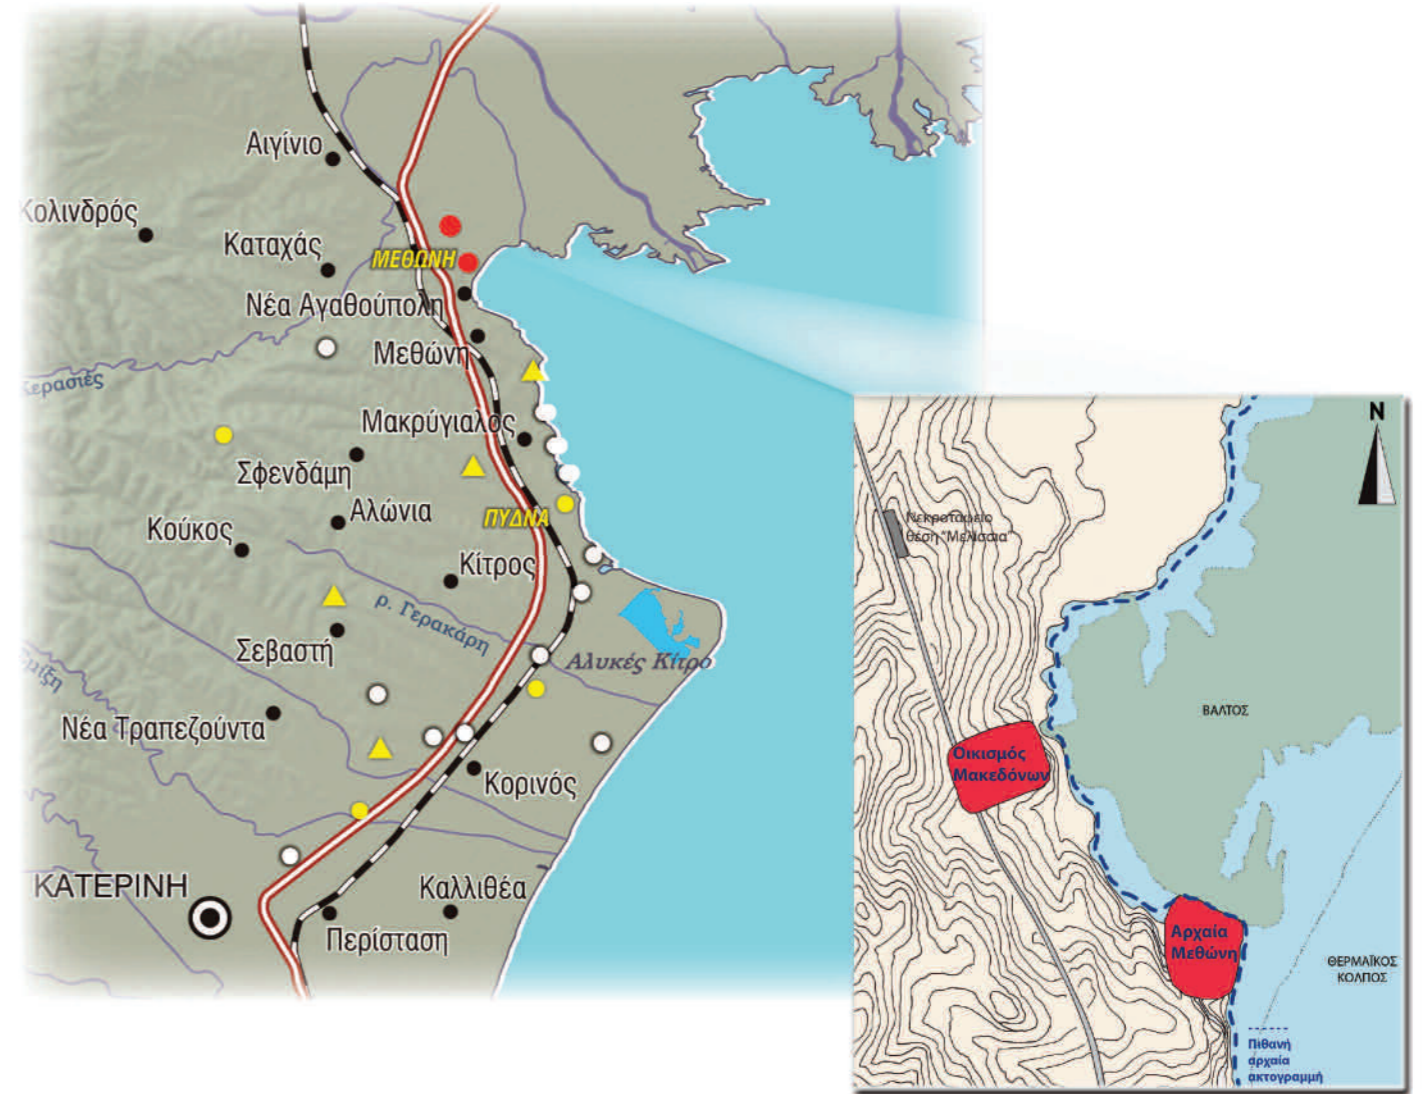 Αιγίνιο
Κολινδρός
Καταχάς
ΜΕΘΩΝΗ
Νέα Αγαθούπολη
Μεθώνη
Κερασιές
Μακρύγιαλος
Σφενδάμη
Αλώνια
ΠΥΔΝΑ
Κούκος
Κίτρος
ρ. Γερακάρη
Σεβαστή
Αλυκές Κίτρο
Νέα Τραπεζούντα
Κορινός
ΚΑΤΕΡΙΝΗ
Καλλιθέα
Περίσταση
N
Νεκροταφείο
θέση "Μελίσσια"
ΒΑΛΤΟΣ
Οικισμός
Μακεδόνων
Αρχαία
Μεθώνη
ΘΕΡΜΑΪΚΟΣ
ΚΟΛΠΟΣ
Πιθανή
αρχαία
ακτογραμμή